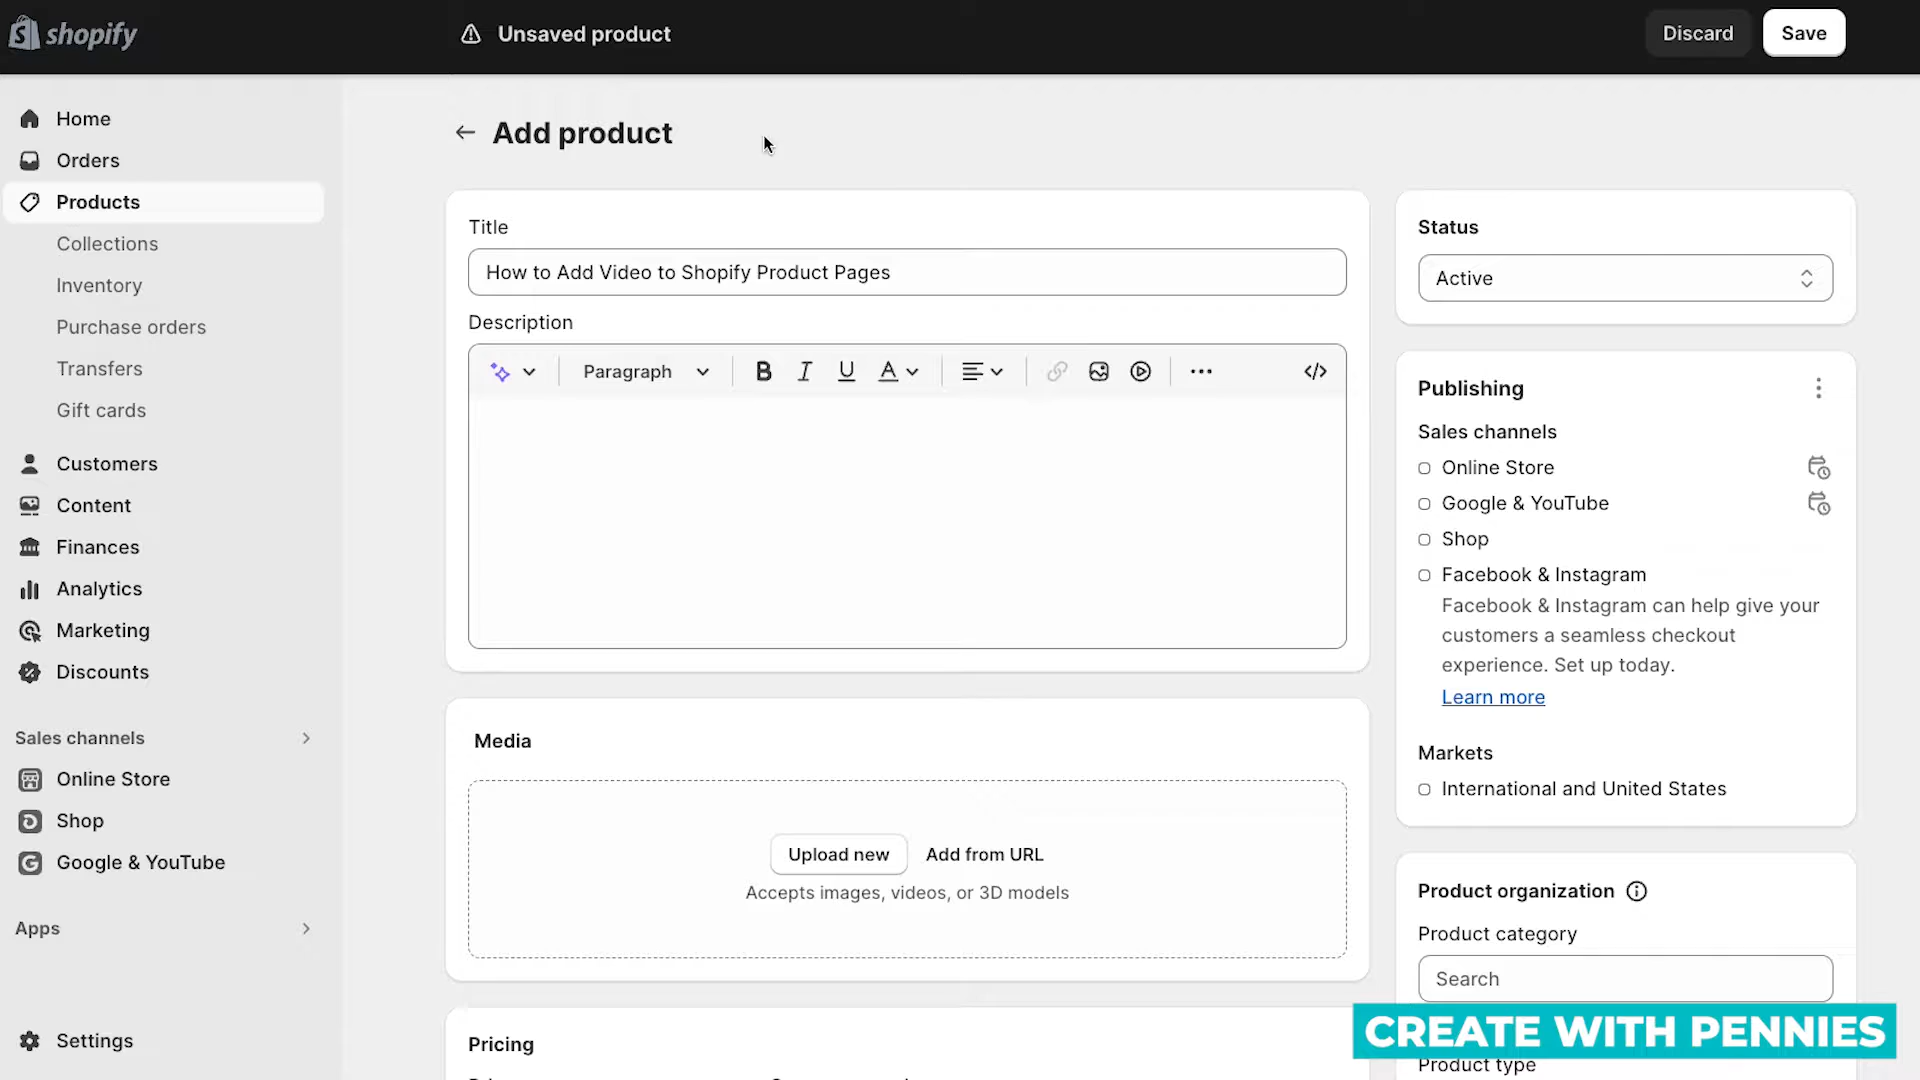 shopify
Unsaved product
Discard
Save
Home
Orders
Products
Collections
Inventory
Purchase orders
Transfers
Gift cards
Customers
Content
Finances
Analytics
Marketing
Discounts
Sales channels
Online Store
Shop
Google & YouTube
Apps
Settings
Add product
Title
How to Add Video to Shopify Product Pages
Description
Paragraph
B I U A
</>
Media
Upload new
Add from URL
Accepts images, videos, or 3D models
Pricing
Status
Active
Publishing
Sales channels
Online Store
Google & YouTube
Shop
Facebook & Instagram
Facebook & Instagram can help give your
customers a seamless checkout
experience. Set up today.
Learn more
Markets
International and United States
Product organization
Product category
Search
CREATE WITH PENNIES
Product type